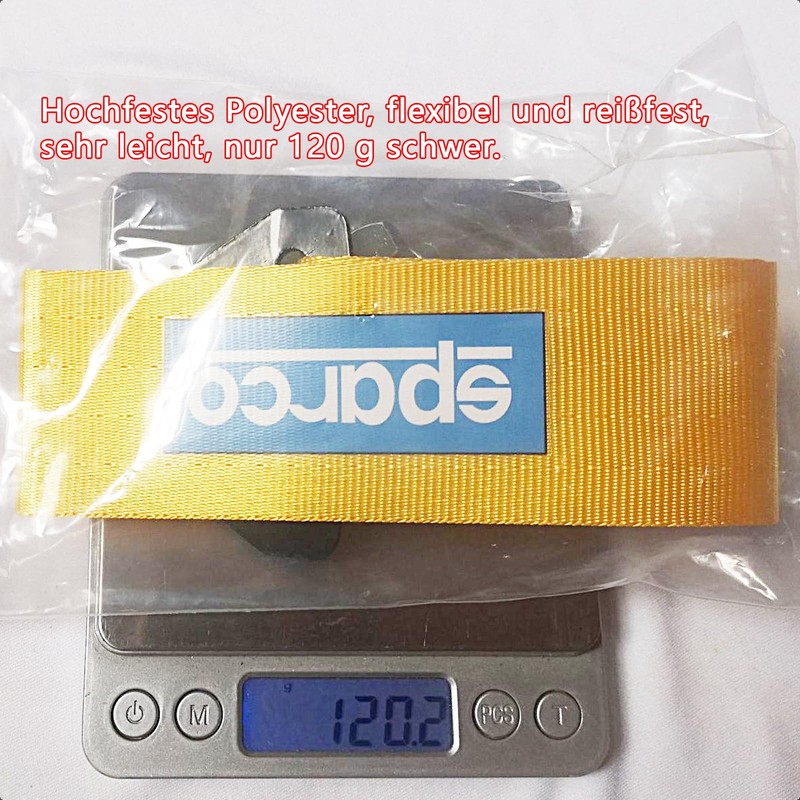 Hochfestes Polyester, flexibel und reißfest,
sehr leicht, nur 120 g schwer.
sparco
g
120.2
M
PCS
T